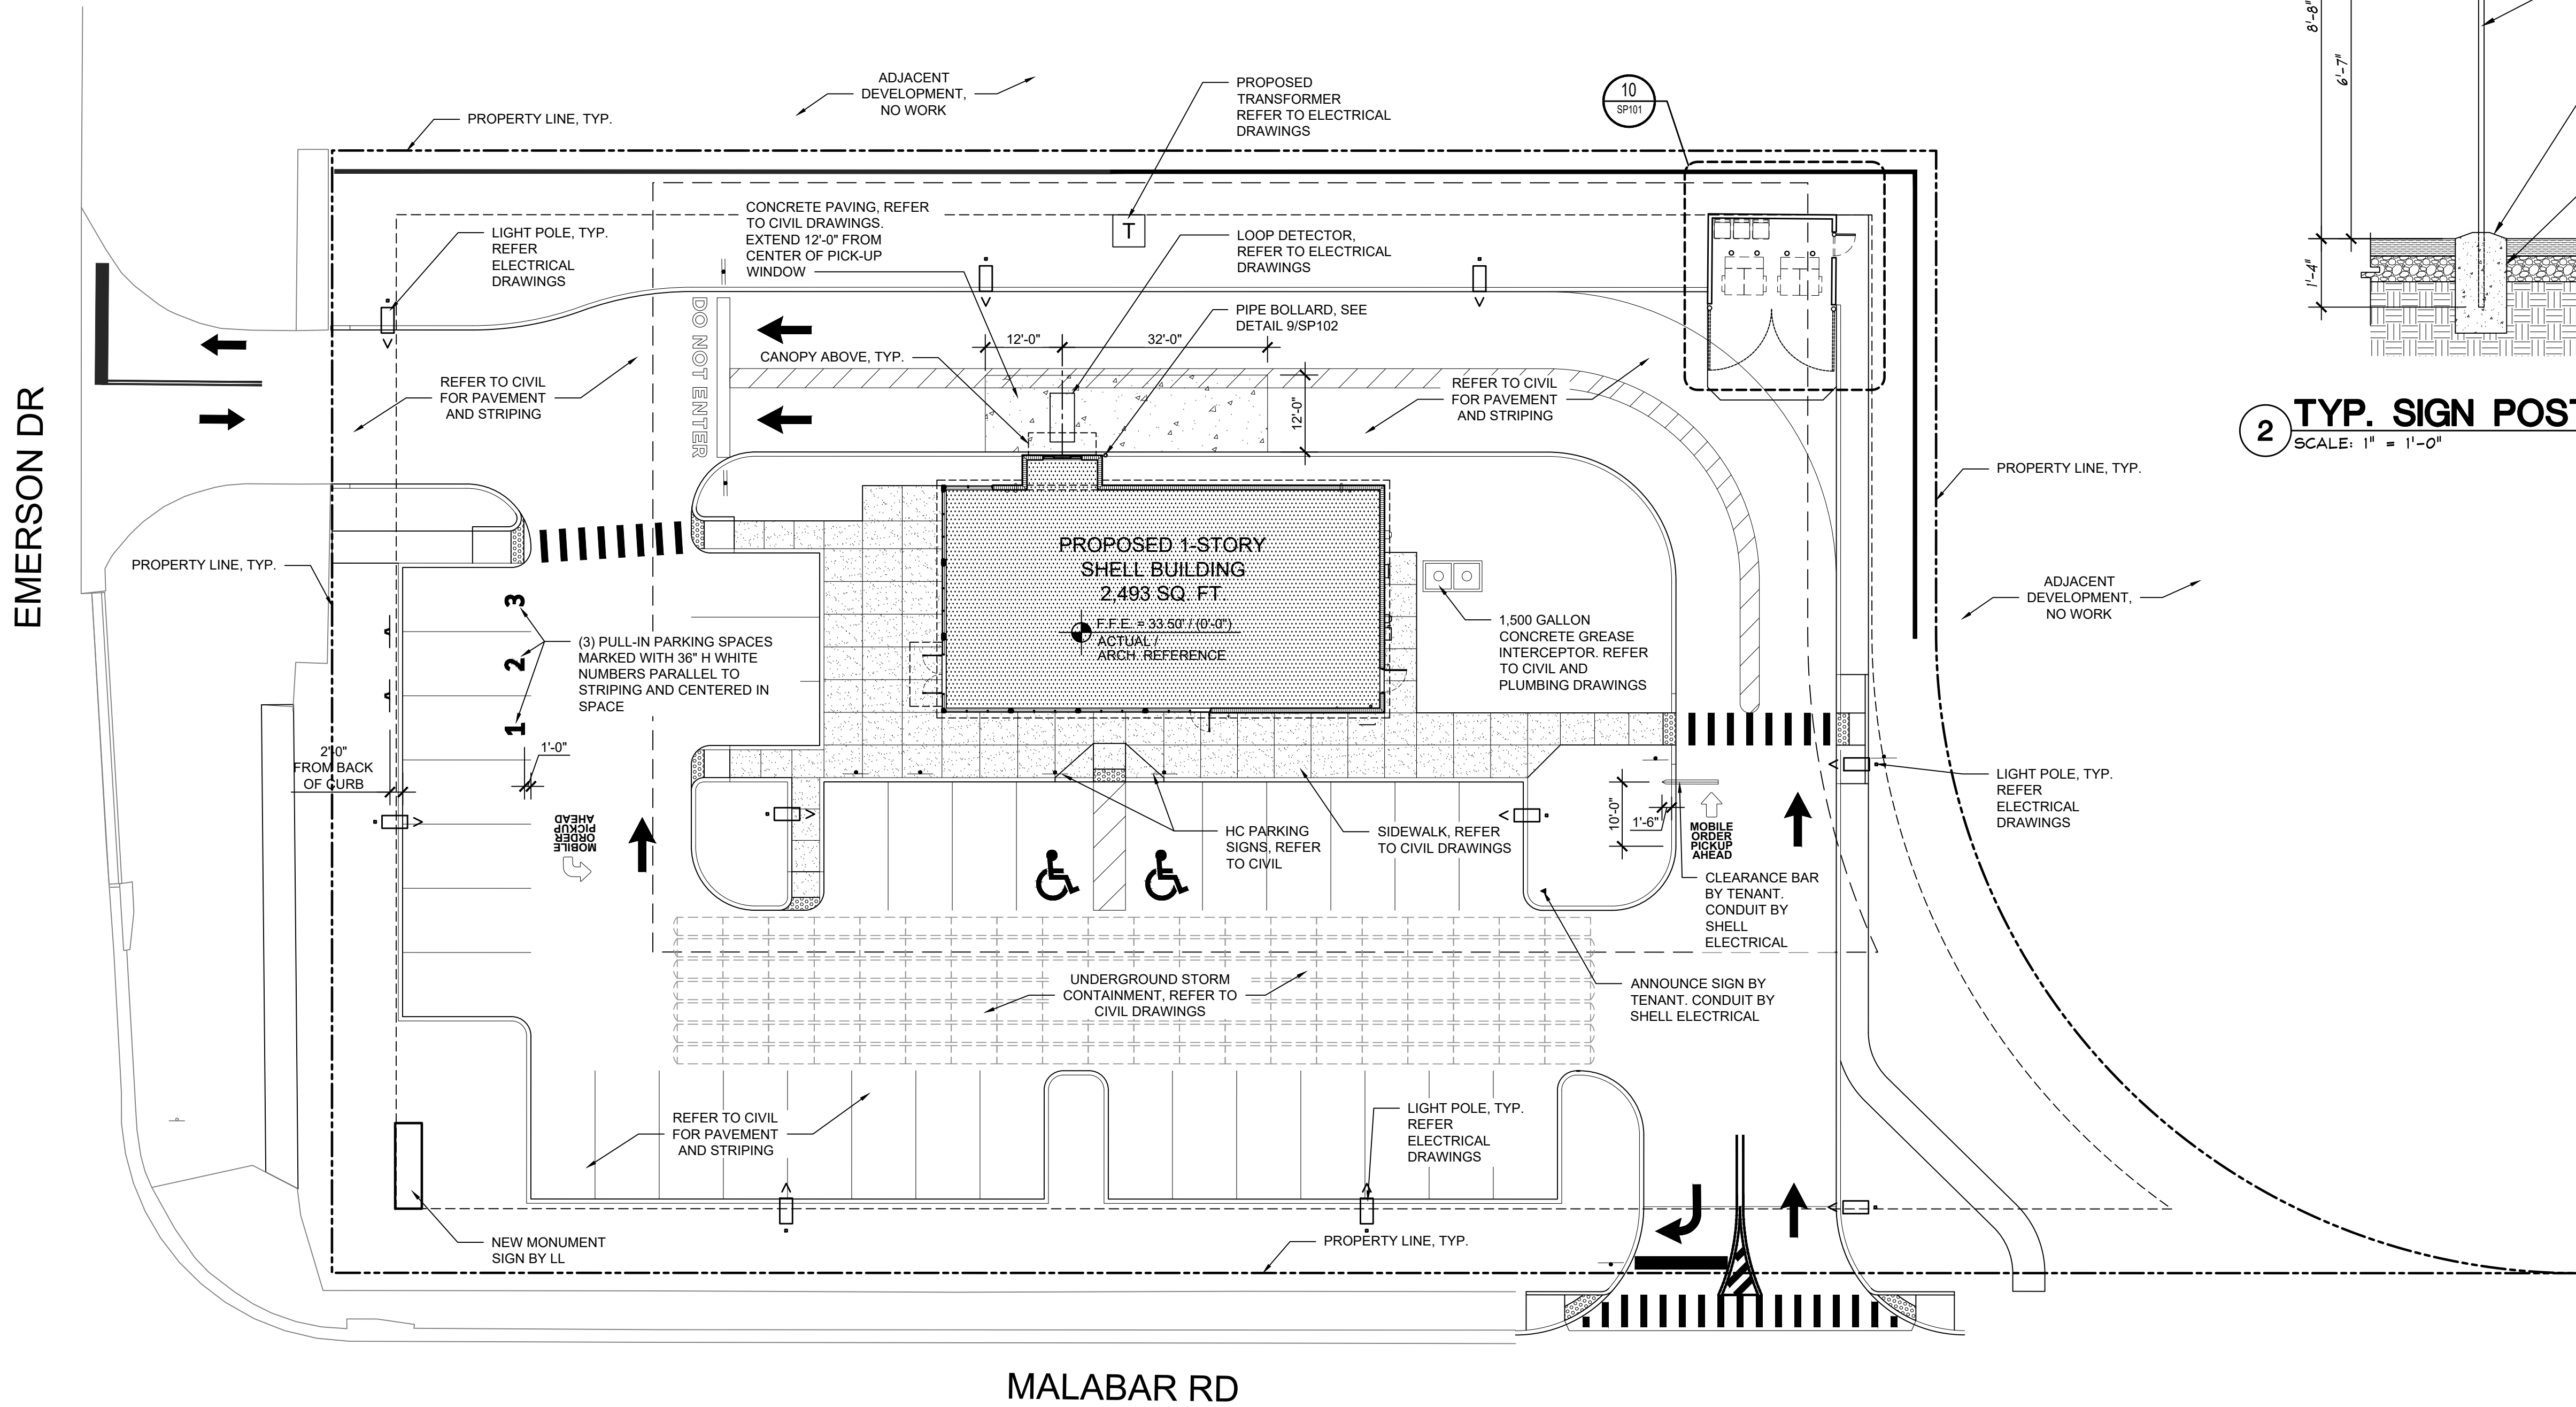 ADJACENT
DEVELOPMENT,
NO WORK
PROPERTY LINE, TYP.
PROPOSED
TRANSFORMER
REFER TO ELECTRICAL
DRAWINGS
10
SP101
8'-8"
6'-7"
1'-4"
CONCRETE PAVING, REFER
TO CIVIL DRAWINGS.
EXTEND 12'-0" FROM
CENTER OF PICK-UP
WINDOW
T
LIGHT POLE, TYP.
REFER
ELECTRICAL
DRAWINGS
LOOP DETECTOR,
REFER TO ELECTRICAL
DRAWINGS
PIPE BOLLARD, SEE
DETAIL 9/SP102
DO NOT ENTER
12'-0"
32'-0"
CANOPY ABOVE, TYP.
12'-0"
REFER TO CIVIL
FOR PAVEMENT
AND STRIPING
REFER TO CIVIL
FOR PAVEMENT
AND STRIPING
2
TYP. SIGN POST
SCALE: 1" = 1'-0"
EMERSON DR
PROPERTY LINE, TYP.
PROPERTY LINE, TYP.
PROPOSED 1-STORY
SHELL BUILDING
2,493 SQ. FT.
F.F.E. = 33.50' / (0'-0")
ACTUAL /
ARCH. REFERENCE
ADJACENT
DEVELOPMENT,
NO WORK
3
2
1
(3) PULL-IN PARKING SPACES
MARKED WITH 36" H WHITE
NUMBERS PARALLEL TO
STRIPING AND CENTERED IN
SPACE
1,500 GALLON
CONCRETE GREASE
INTERCEPTOR. REFER
TO CIVIL AND
PLUMBING DRAWINGS
2'-0"
FROM BACK
OF CURB
1'-0"
MOBILE
ORDER
PICKUP
AHEAD
HC PARKING
SIGNS, REFER
TO CIVIL
SIDEWALK, REFER
TO CIVIL DRAWINGS
10'-0"
1'-6"
MOBILE
ORDER
PICKUP
AHEAD
LIGHT POLE, TYP.
REFER
ELECTRICAL
DRAWINGS
CLEARANCE BAR
BY TENANT.
CONDUIT BY
SHELL
ELECTRICAL
UNDERGROUND STORM
CONTAINMENT, REFER TO
CIVIL DRAWINGS
ANNOUNCE SIGN BY
TENANT. CONDUIT BY
SHELL ELECTRICAL
REFER TO CIVIL
FOR PAVEMENT
AND STRIPING
LIGHT POLE, TYP.
REFER
ELECTRICAL
DRAWINGS
NEW MONUMENT
SIGN BY LL
PROPERTY LINE, TYP.
MALABAR RD